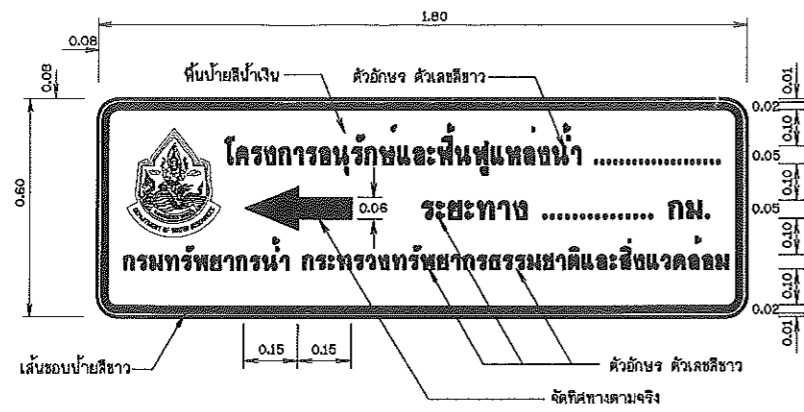 1.80
0.08
0.08
พื้นป้ายสีน้ำเงิน
ตัวอักษร ตัวเลขสีขาว
0.01
0.02
0.10
โครงการอนุรักษ์และฟื้นฟูแหล่งน้ำ ......................
0.05
0.10
0.60
0.06
ระยะทาง ................ กม.
0.05
0.10
DEPARTMENT OF WATER RESOURCES
กรมทรัพยากรน้ำ กระทรวงทรัพยากรธรรมชาติและสิ่งแวดล้อม
0.10
0.02
0.01
0.15
0.15
เส้นขอบป้ายสีขาว
ตัวอักษร ตัวเลขสีขาว
จัดทิศทางตามจริง